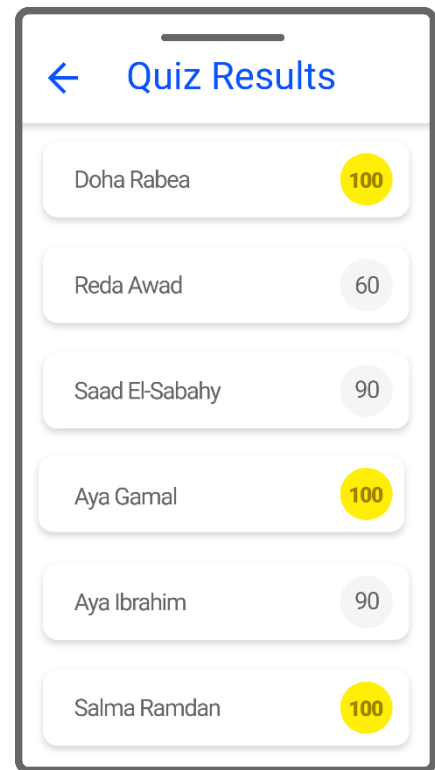 Quiz Results
Doha Rabea 100
Reda Awad 60
Saad El-Sabahy 90
Aya Gamal 100
Aya Ibrahim 90
Salma Ramdan 100